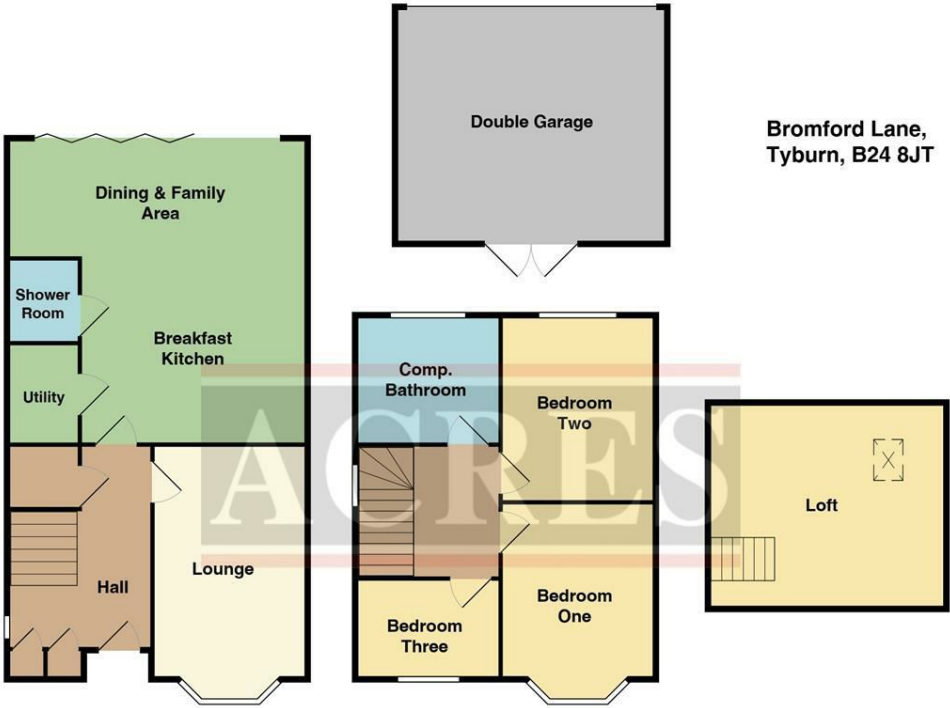 Double Garage
Bromford Lane,
Tyburn, B24 8JT
Dining & Family
Area
Shower
Room
Breakfast
Kitchen
Utility
Comp.
Bathroom
Bedroom
Two
ACRES
Loft
Lounge
Hall
Bedroom
One
Bedroom
Three